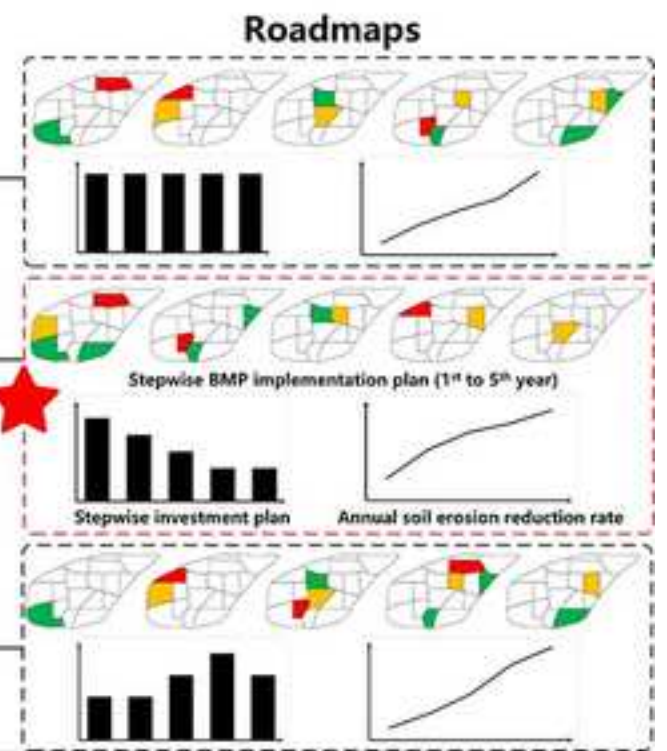 Roadmaps
Stepwise BMP implementation plan (1st to 5th year)
Stepwise investment plan
Annual soil erosion reduction rate